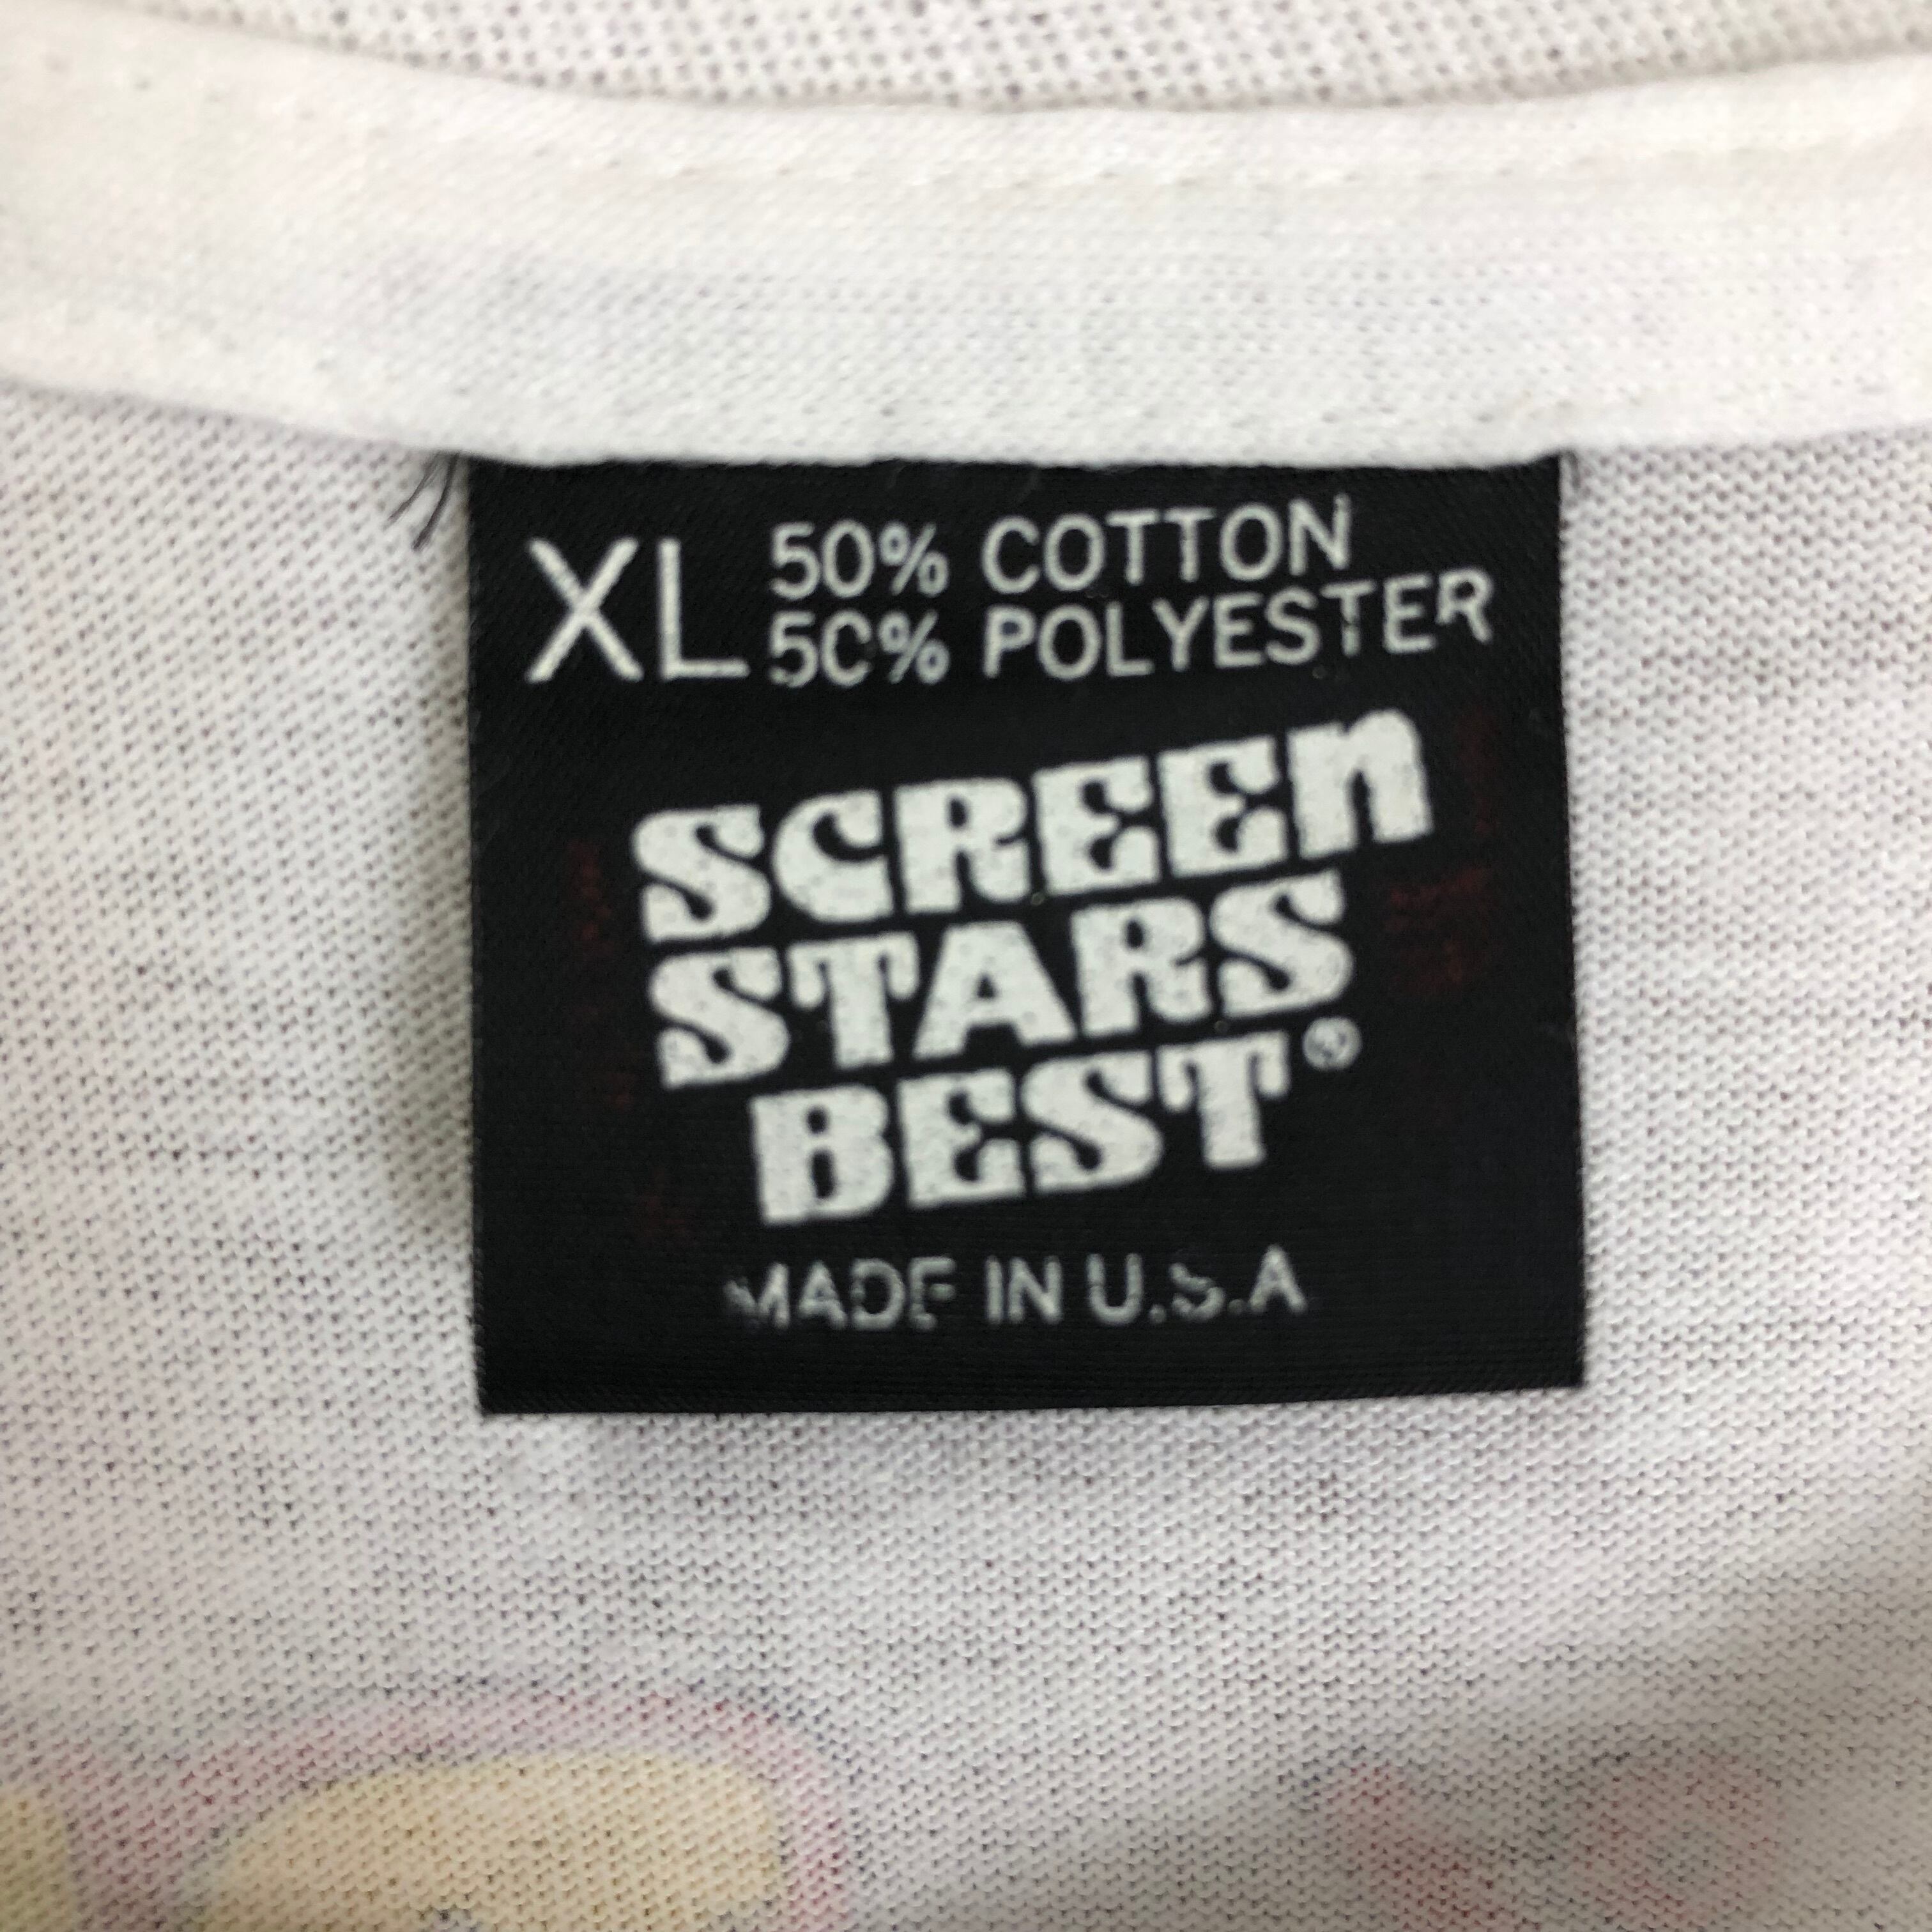 XL 50% COTTON
50% POLYESTER
SCREEN
STARS
BEST®
MADE IN U.S.A